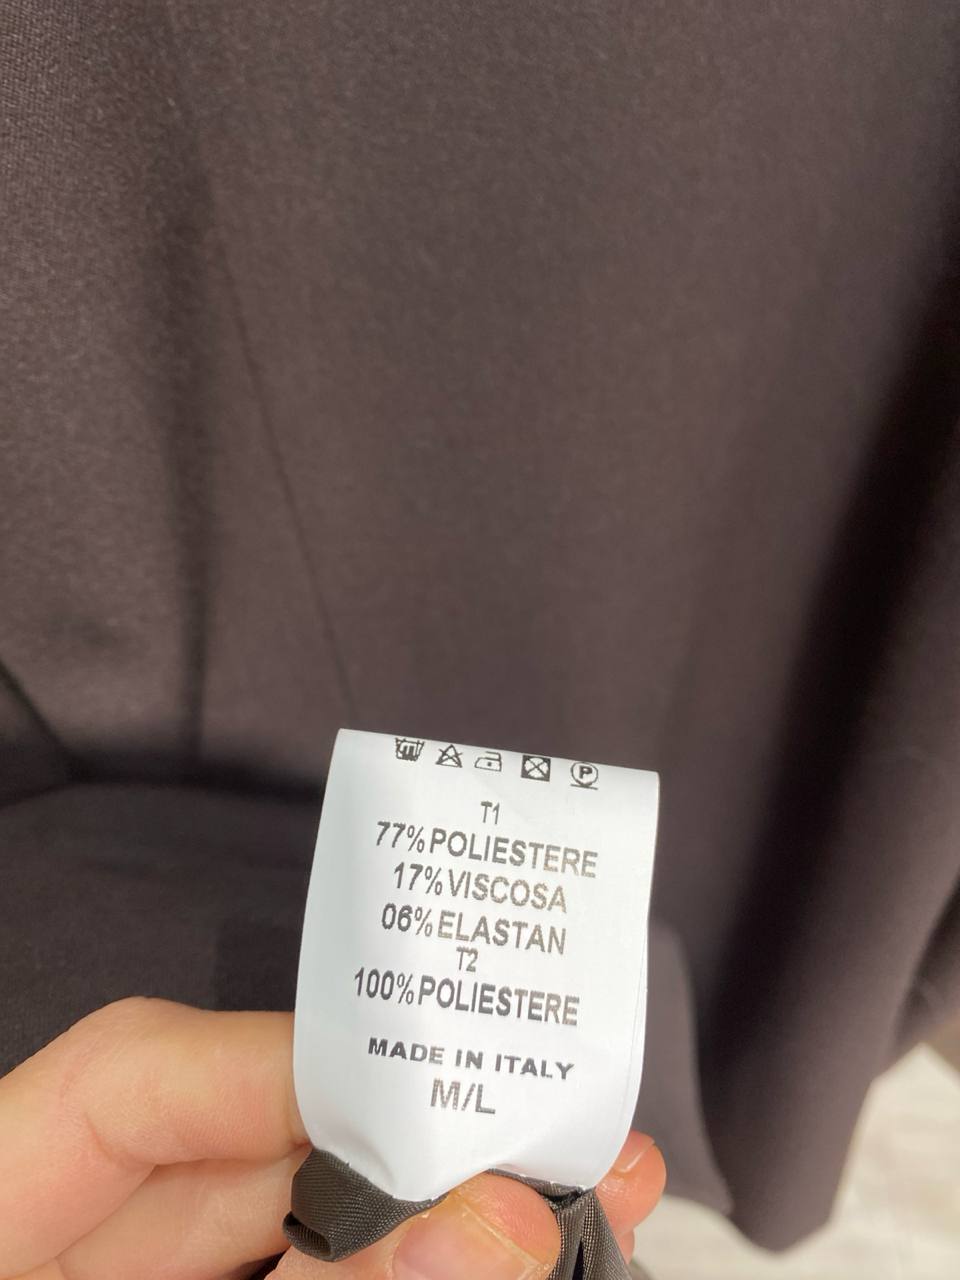 P
T1
77% POLIESTERE
17% VISCOSA
06% ELASTAN
T2
100% POLIESTERE
MADE IN ITALY
M/L